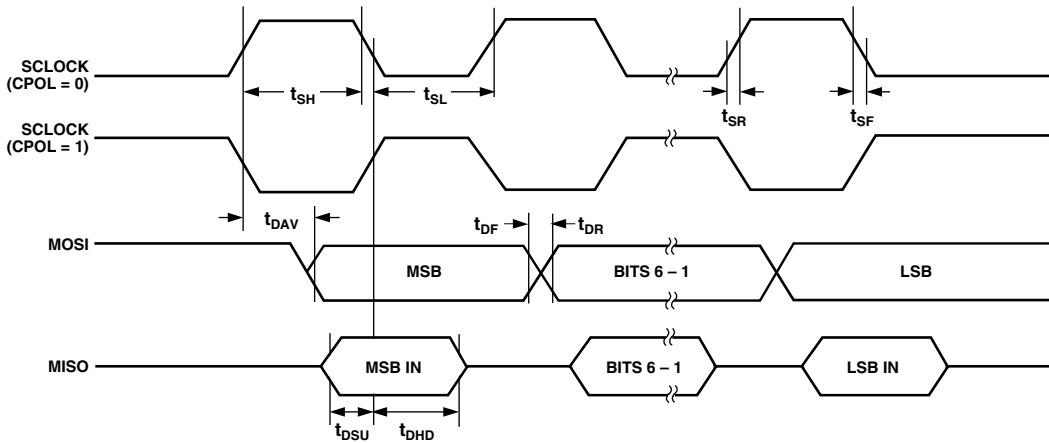 SCLOCK
(CPOL = 0)
tSH
tSL
tSR
tSF
SCLOCK
(CPOL = 1)
tDAV
tDF
tDR
MOSI
MSB
BITS 6 – 1
LSB
MISO
MSB IN
BITS 6 – 1
LSB IN
tDSU
tDHD